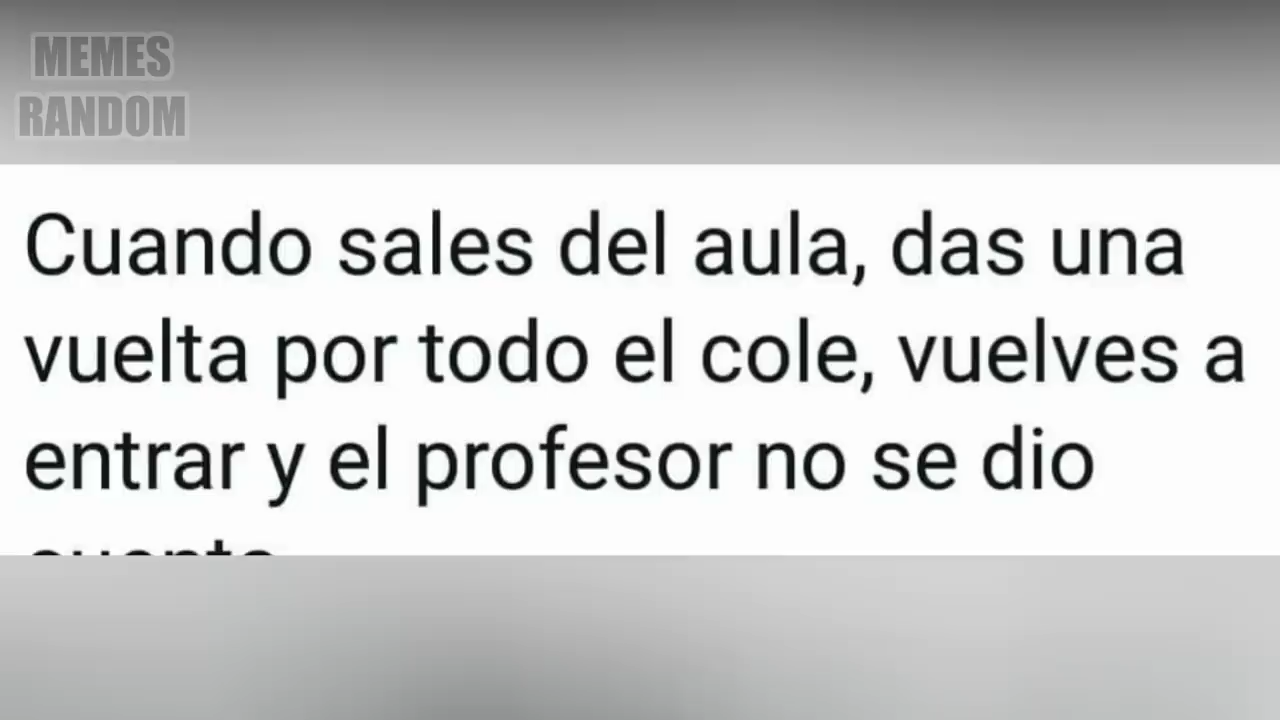 MEMES
RANDOM
Cuando sales del aula, das una
vuelta por todo el cole, vuelves a
entrar y el profesor no se dio